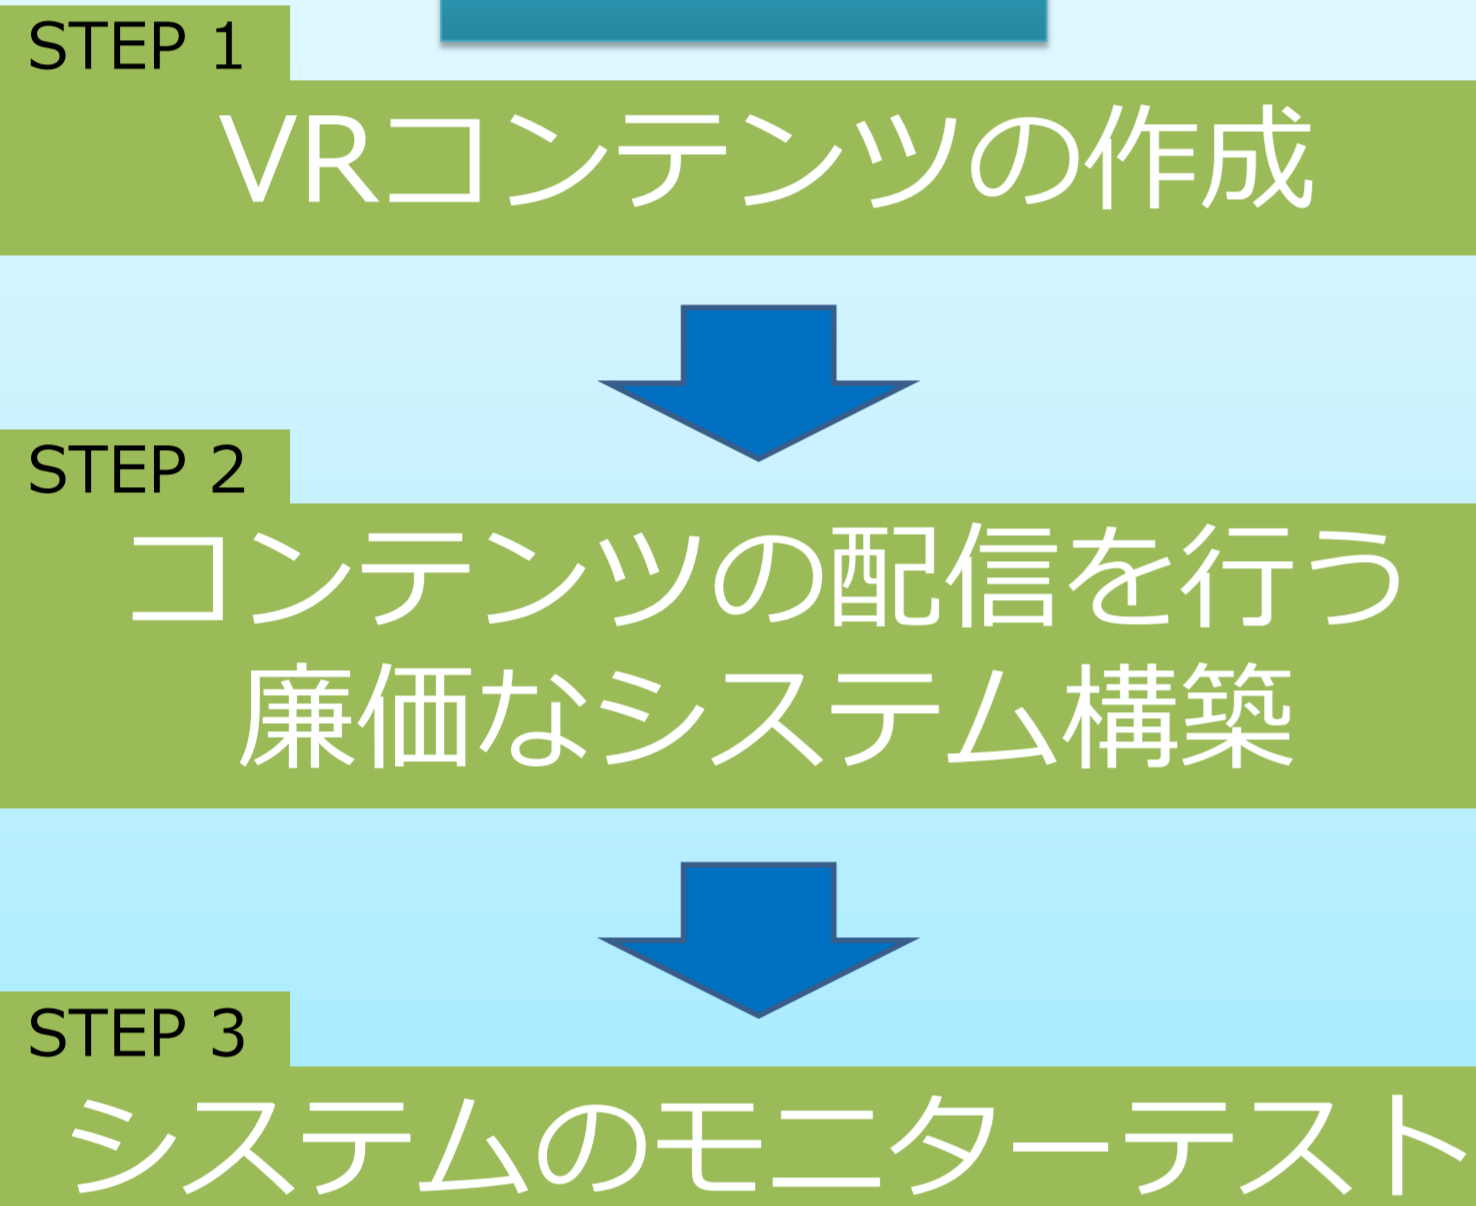 STEP 1
VRコンテンツの作成
STEP 2
コンテンツの配信を行う
廉価なシステム構築
STEP 3
システムのモニターテスト